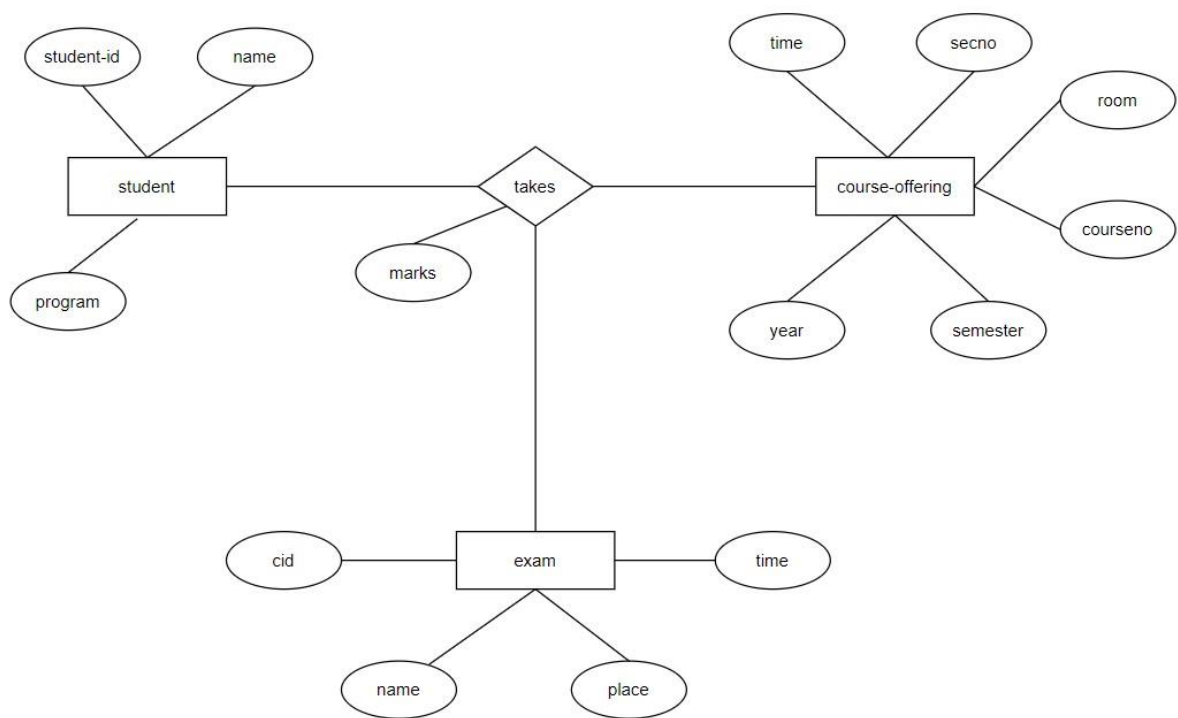 student-id
name
time
secno
room
student
takes
course-offering
courseno
marks
program
year
semester
cid
exam
time
name
place